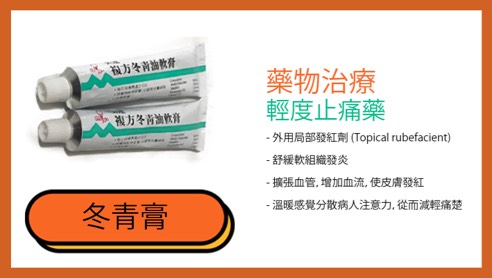 複方冬青油軟膏
複方冬青油軟膏
冬青膏
藥物治療
輕度止痛藥
- 外用局部發紅劑 (Topical rubefacient)
- 舒緩軟組織發炎
- 擴張血管, 增加血流, 使皮膚發紅
- 溫暖感覺分散病人注意力, 從而減輕痛楚